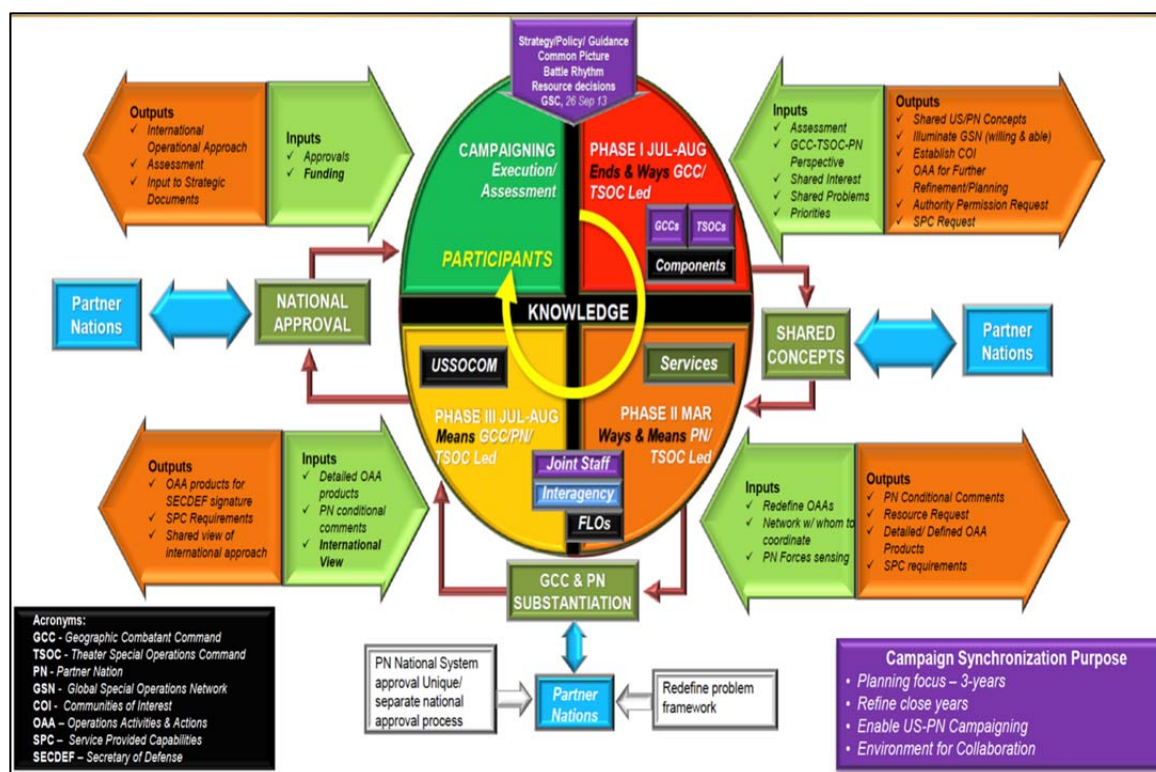 Strategy/Policy/ Guidance
Common Picture
Battle Rhythm
Resource decisions
GSC, 26 Sep 13
Outputs
✓ International
Operational Approach
✓ Assessment
✓ Input to Strategic
Documents
Inputs
✓ Approvals
✓ Funding
CAMPAIGNING
Execution/
Assessment
PARTICIPANTS
PHASE I JUL-AUG
Ends & Ways GCC/
TSOC Led
GCCs
TSOCs
Components
Inputs
✓ Assessment
✓ GCC-TSOC-PN
Perspective
✓ Shared Interest
✓ Shared Problems
✓ Priorities
Outputs
✓ Shared US/PN Concepts
✓ Illuminate GSN (willing & able)
✓ Establish COI
✓ OAA for Further
Refinement/Planning
✓ Authority Permission Request
✓ SPC Request
Partner
Nations
NATIONAL
APPROVAL
KNOWLEDGE
SHARED
CONCEPTS
Partner
Nations
USSOCOM
PHASE III JUL-AUG
Means GCC/PN/
TSOC Led
Services
PHASE II MAR
Ways & Means PN/
TSOC Led
Joint Staff
Interagency
FLOs
Outputs
✓ OAA products for
SECDEF signature
✓ SPC Requirements
✓ Shared view of
international approach
Inputs
✓ Detailed OAA
products
✓ PN conditional
comments
✓ International
View
Inputs
✓ Redefine OAAs
✓ Network w/ whom to
coordinate
✓ PN Forces sensing
Outputs
✓ PN Conditional Comments
✓ Resource Request
✓ Detailed/ Defined OAA
Products
✓ SPC requirements
GCC & PN
SUBSTANTIATION
Acronyms:
GCC - Geographic Combatant Command
TSOC - Theater Special Operations Command
PN - Partner Nation
GSN - Global Special Operations Network
COI - Communities of Interest
OAA – Operations Activities & Actions
SPC – Service Provided Capabilities
SECDEF – Secretary of Defense
PN National System
approval Unique/
separate national
approval process
Partner
Nations
Redefine problem
framework
Campaign Synchronization Purpose
• Planning focus – 3-years
• Refine close years
• Enable US-PN Campaigning
• Environment for Collaboration